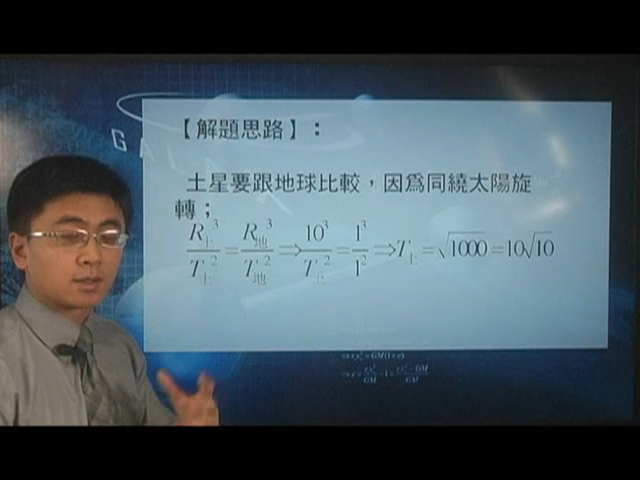 【解題思路】：
土星要跟地球比較，因爲同繞太陽旋
轉；
R土³/T土² = R地³/T地² ⇒ 10³/T土² = 1³/1² ⇒ T土 = √1000 = 10√10